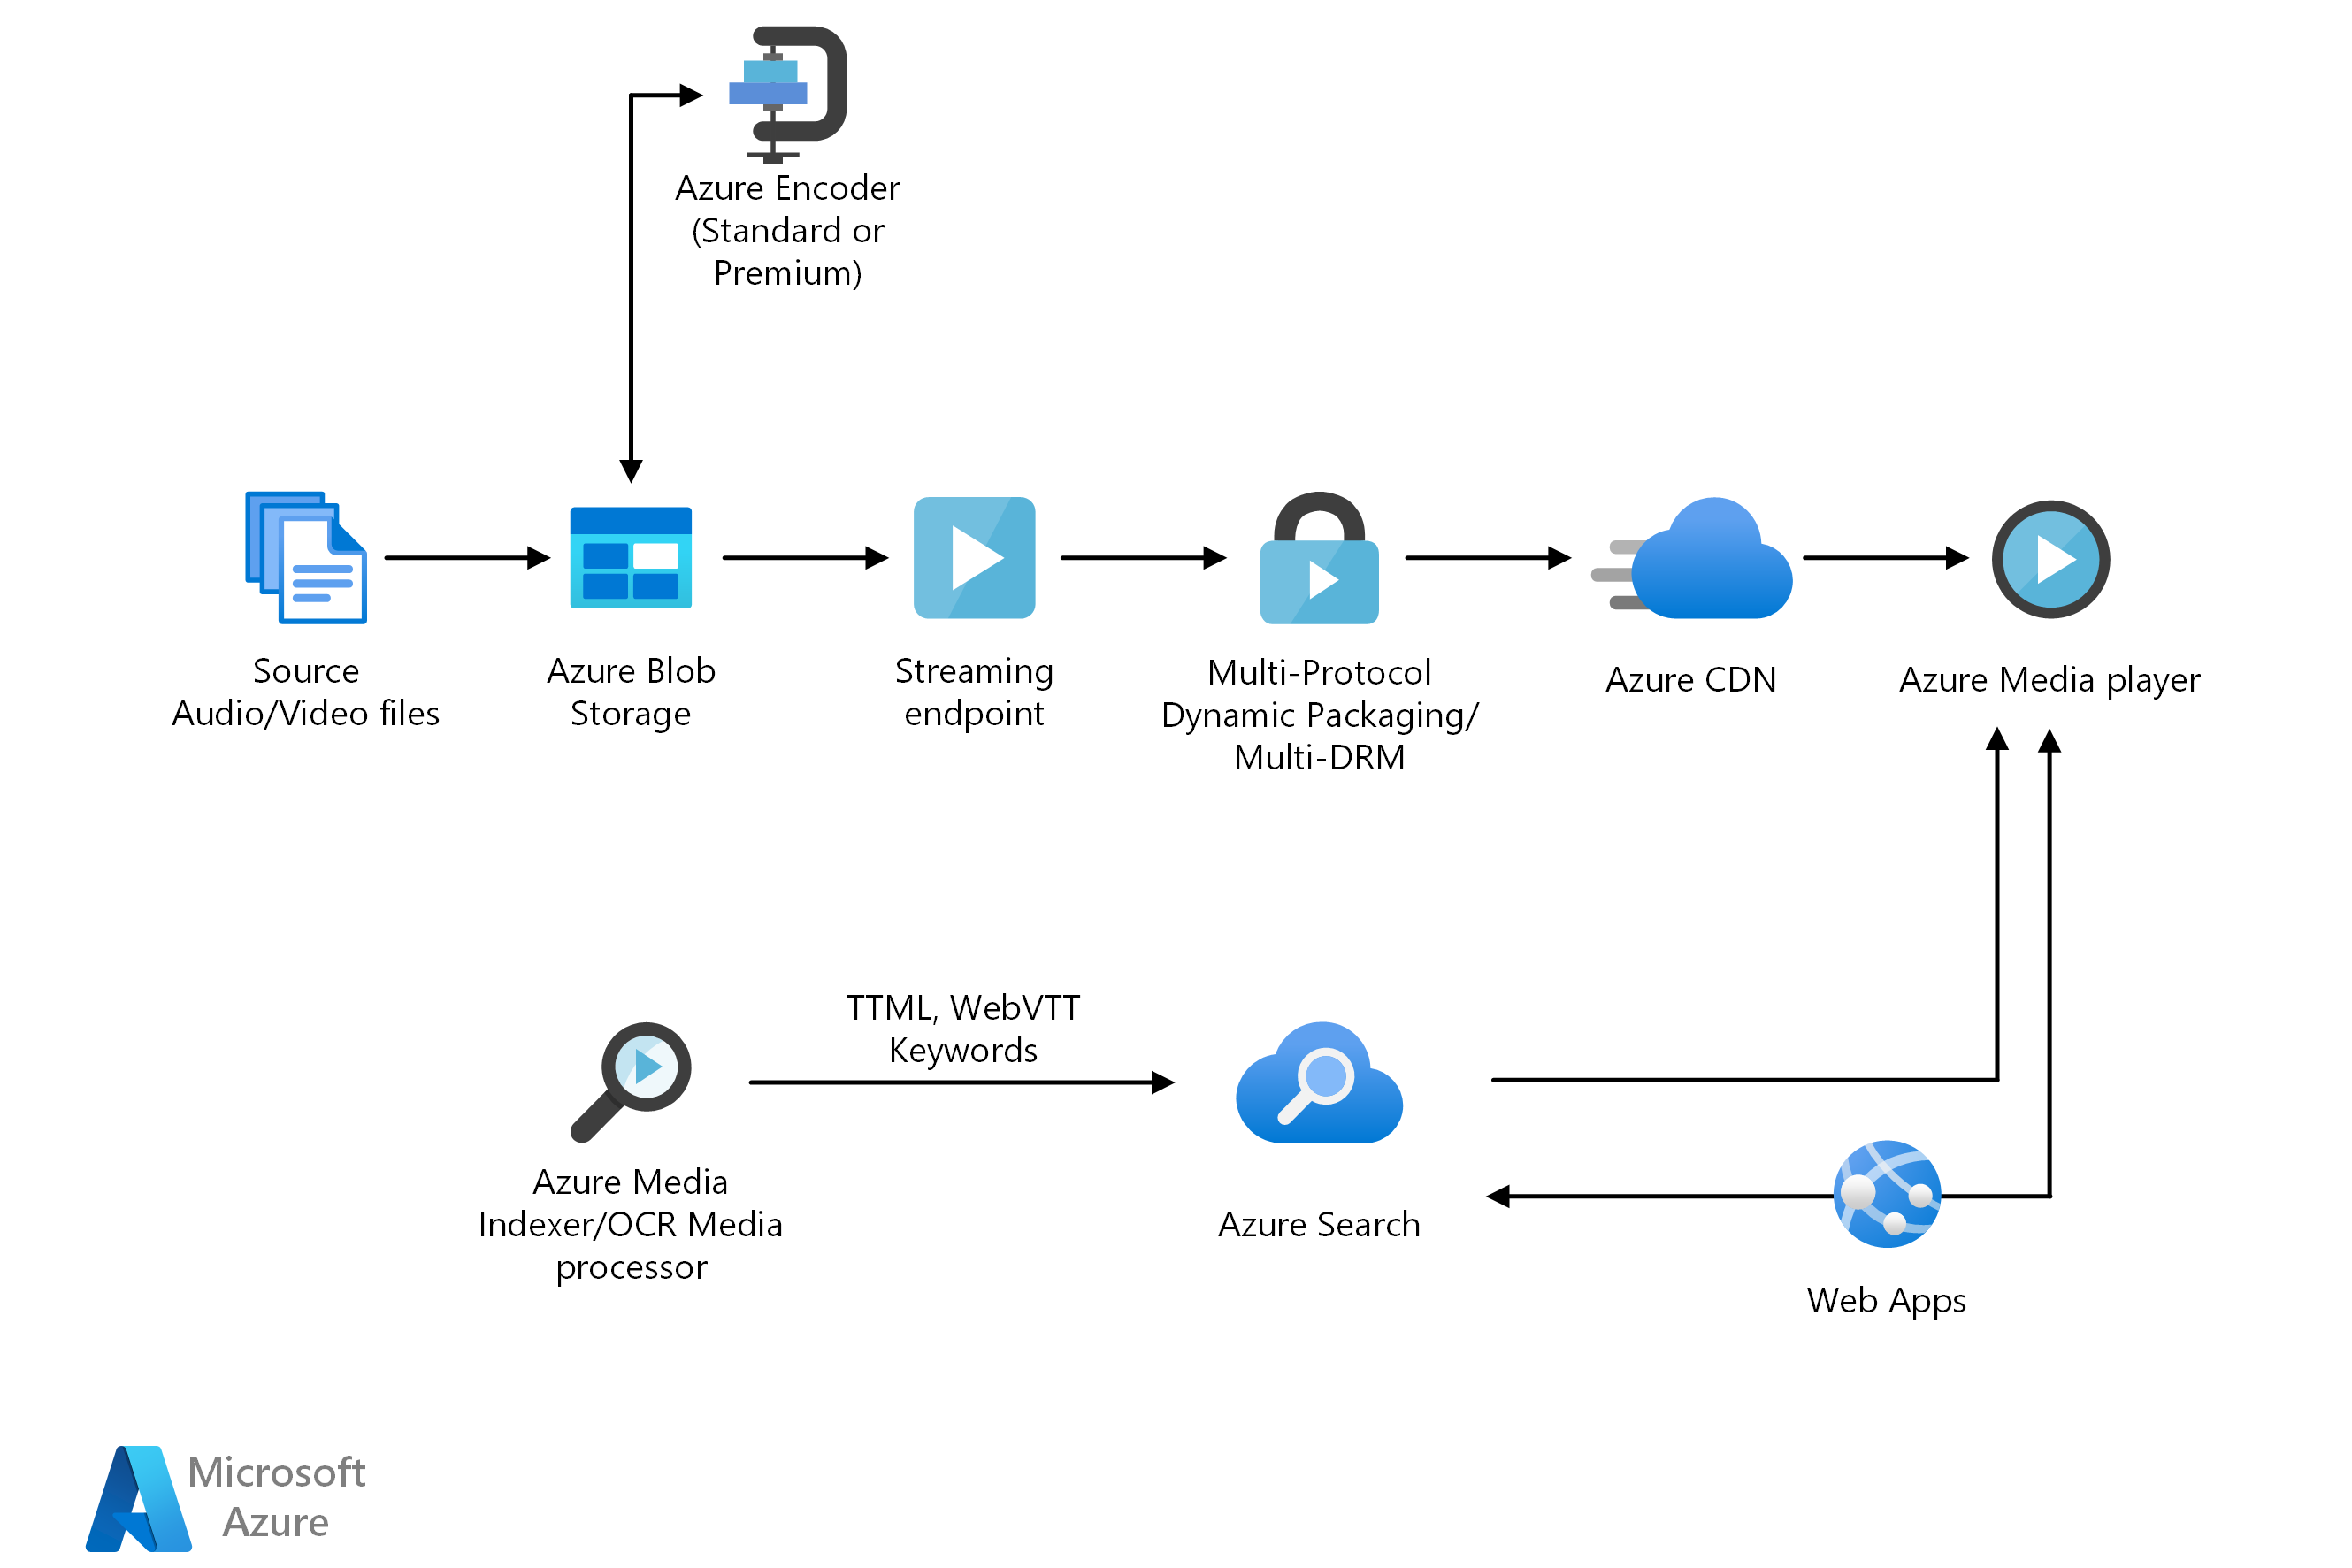 Azure Encoder
(Standard or
Premium)
Source
Audio/Video files
Azure Blob
Storage
Streaming
endpoint
Multi-Protocol
Dynamic Packaging/
Multi-DRM
Azure CDN
Azure Media player
TTML, WebVTT
Keywords
Azure Media
Indexer/OCR Media
processor
Azure Search
Web Apps
Microsoft
Azure